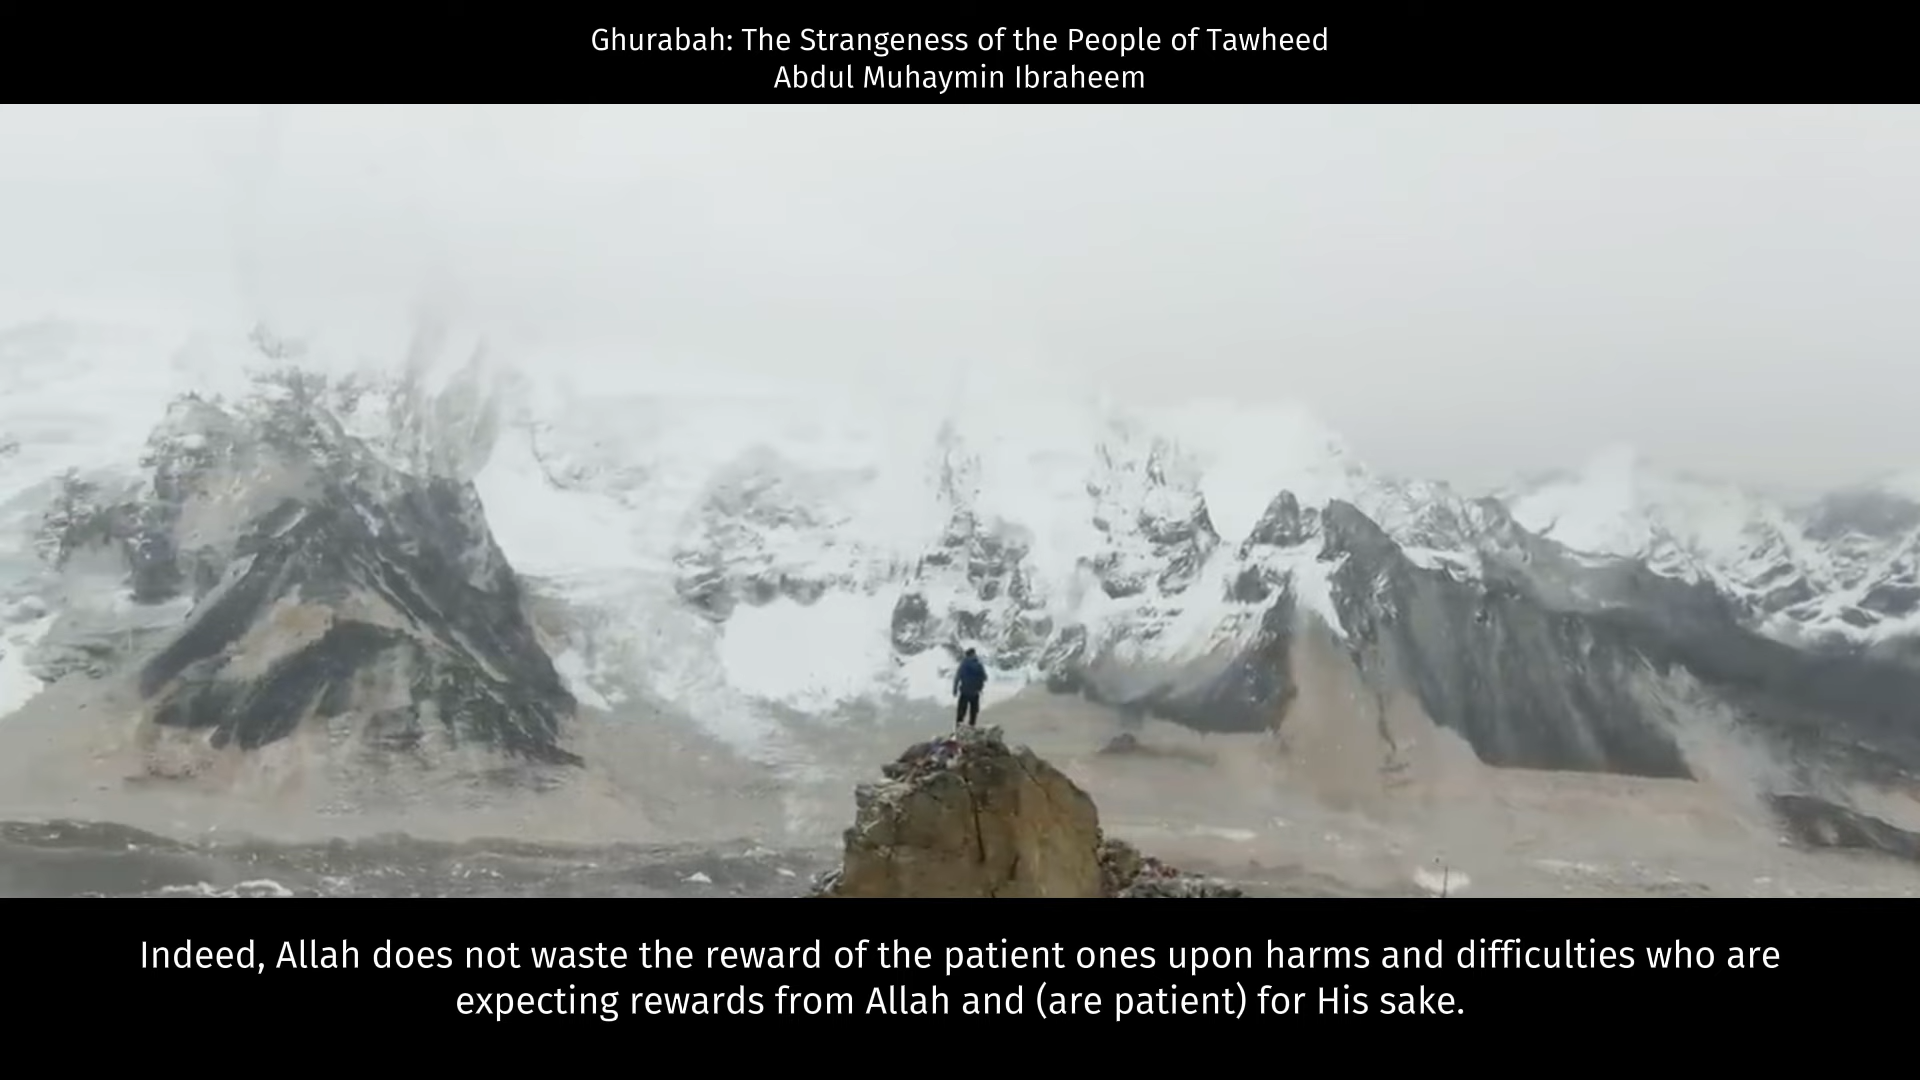 Ghurabah: The Strangeness of the People of Tawheed
Abdul Muhaymin Ibraheem
Indeed, Allah does not waste the reward of the patient ones upon harms and difficulties who are
expecting rewards from Allah and (are patient) for His sake.